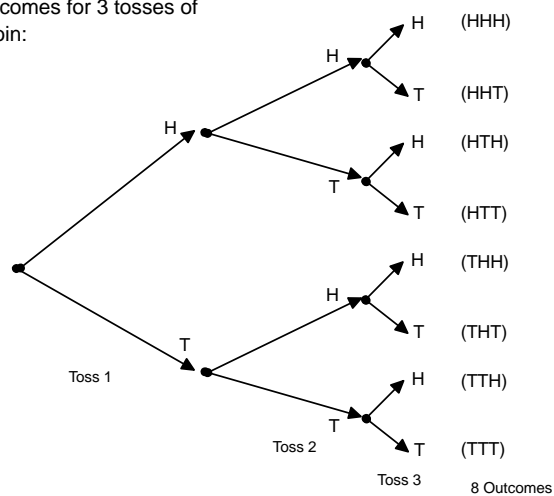 comes for 3 tosses of
H (HHH)
H
T (HHT)
H
H (HTH)
T
T (HTT)
H (THH)
H
T (THT)
T
Toss 1
H (TTH)
T
Toss 2
T (TTT)
Toss 3
8 Outcomes